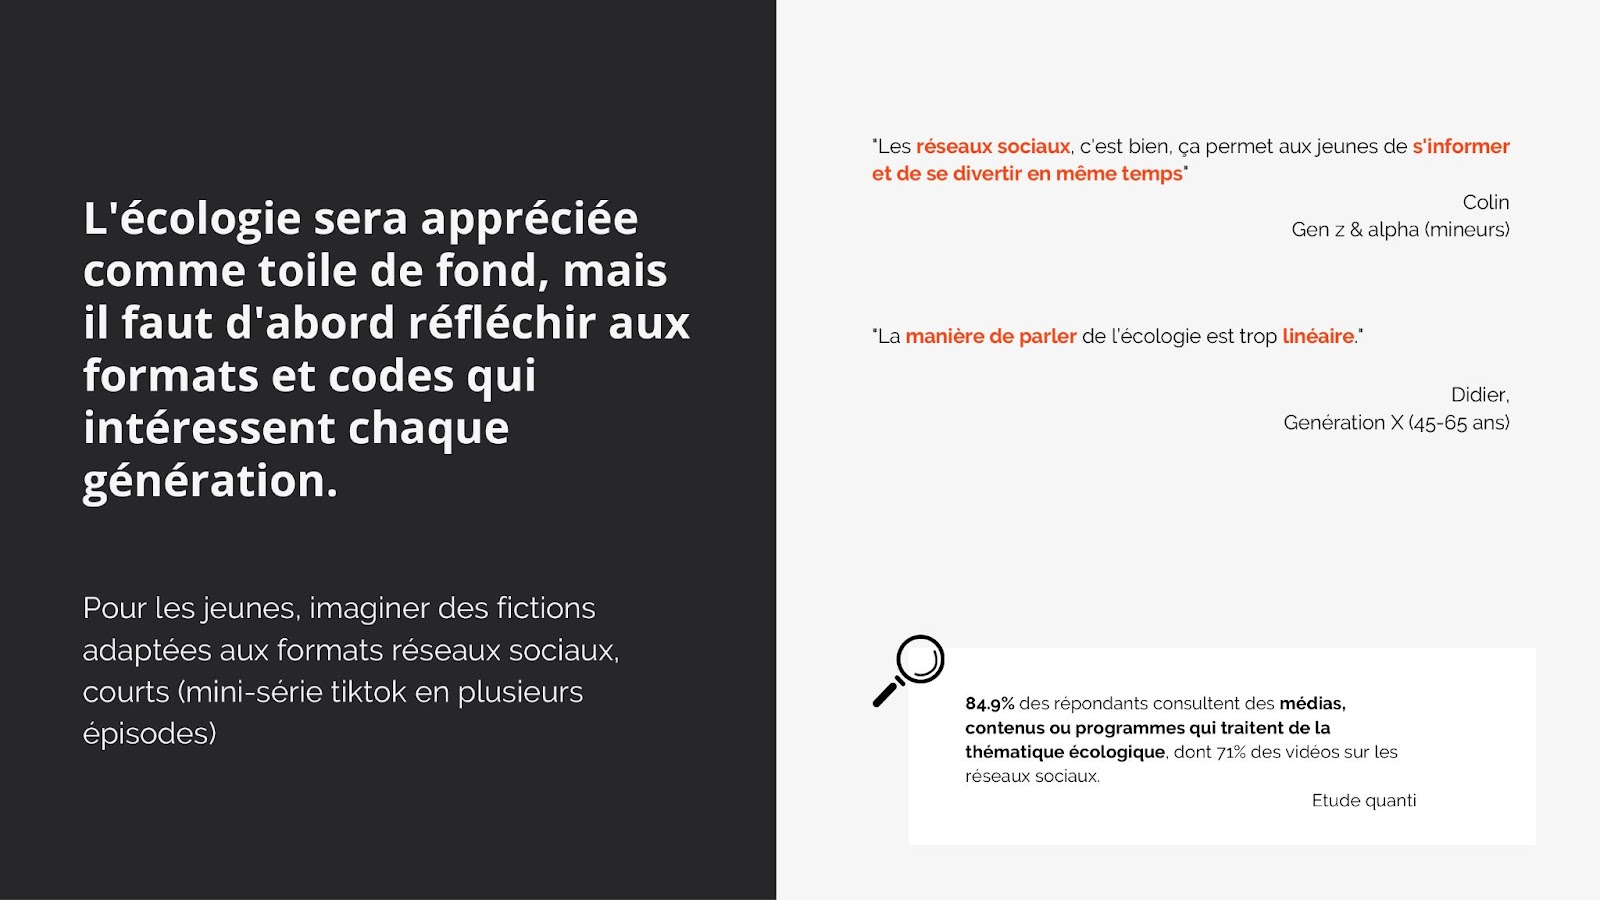 L'écologie sera appréciée
comme toile de fond, mais
il faut d'abord réfléchir aux
formats et codes qui
intéressent chaque
génération.
Pour les jeunes, imaginer des fictions
adaptées aux formats réseaux sociaux,
courts (mini-série tiktok en plusieurs
épisodes)
"Les réseaux sociaux, c'est bien, ça permet aux jeunes de s'informer
et de se divertir en même temps"
Colin
Gen z & alpha (mineurs)
"La manière de parler de l'écologie est trop linéaire."
Didier,
Genération X (45-65 ans)
84.9% des répondants consultent des médias,
contenus ou programmes qui traitent de la
thématique écologique, dont 71% des vidéos sur les
réseaux sociaux.
Etude quanti